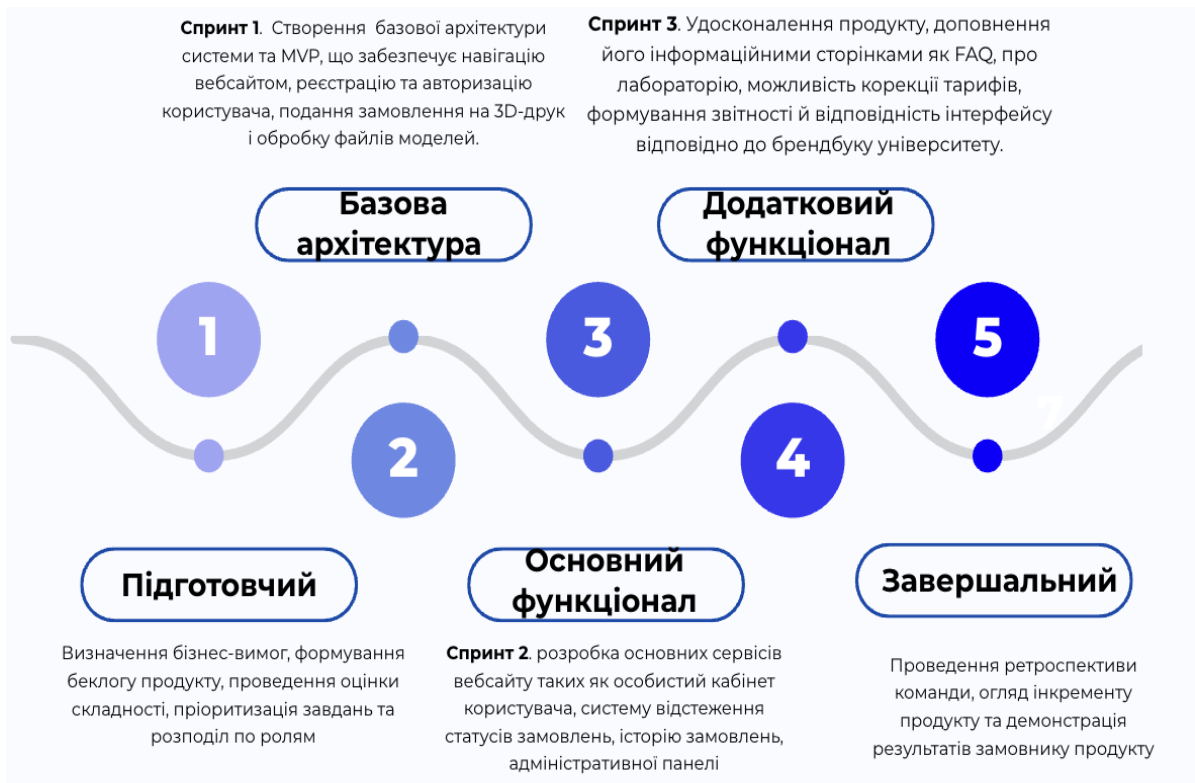 Спринт 1. Створення базової архітектури
системи та MVP, що забезпечує навігацію
вебсайтом, реєстрацію та авторизацію
користувача, подання замовлення на 3D-друк
і обробку файлів моделей.
Спринт 3. Удосконалення продукту, доповнення
його інформаційними сторінками як FAQ, про
лабораторію, можливість корекції тарифів,
формування звітності й відповідність інтерфейсу
відповідно до брендбуку університету.
Базова
архітектура
Додатковий
функціонал
1
2
3
4
5
7
Підготовчий
Основний
функціонал
Завершальний
Визначення бізнес-вимог, формування
беклогу продукту, проведення оцінки
складності, пріоритизація завдань та
розподіл по ролям
Спринт 2. розробка основних сервісів
вебсайту таких як особистий кабінет
користувача, систему відстеження
статусів замовлень, історію замовлень,
адміністративної панелі
Проведення ретроспективи
команди, огляд інкременту
продукту та демонстрація
результатів замовнику продукту